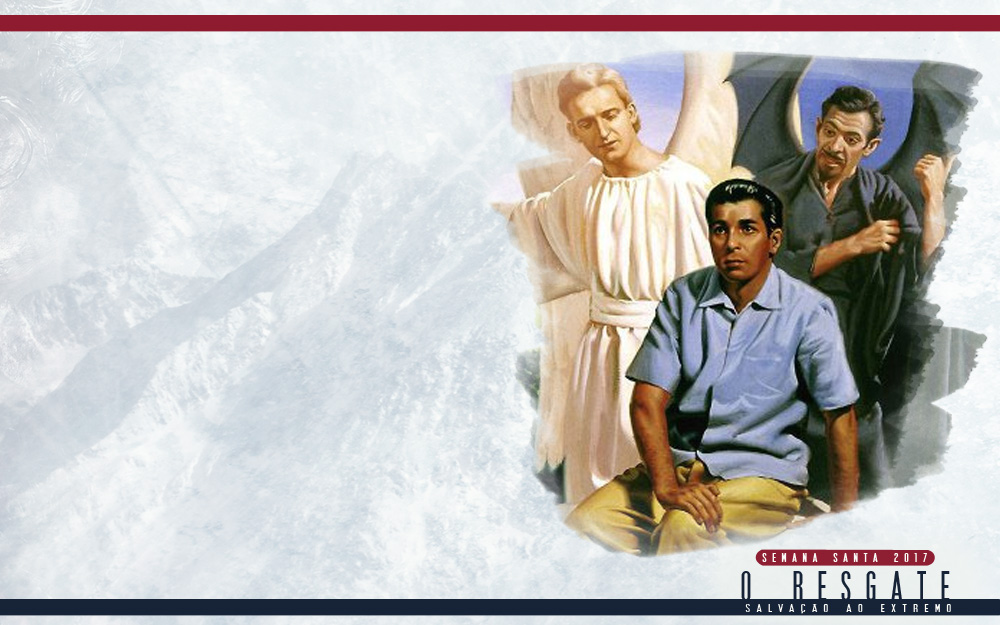 SEMANA SANTA 2017
O RESGATE
SALVAÇÃO AO EXTREMO